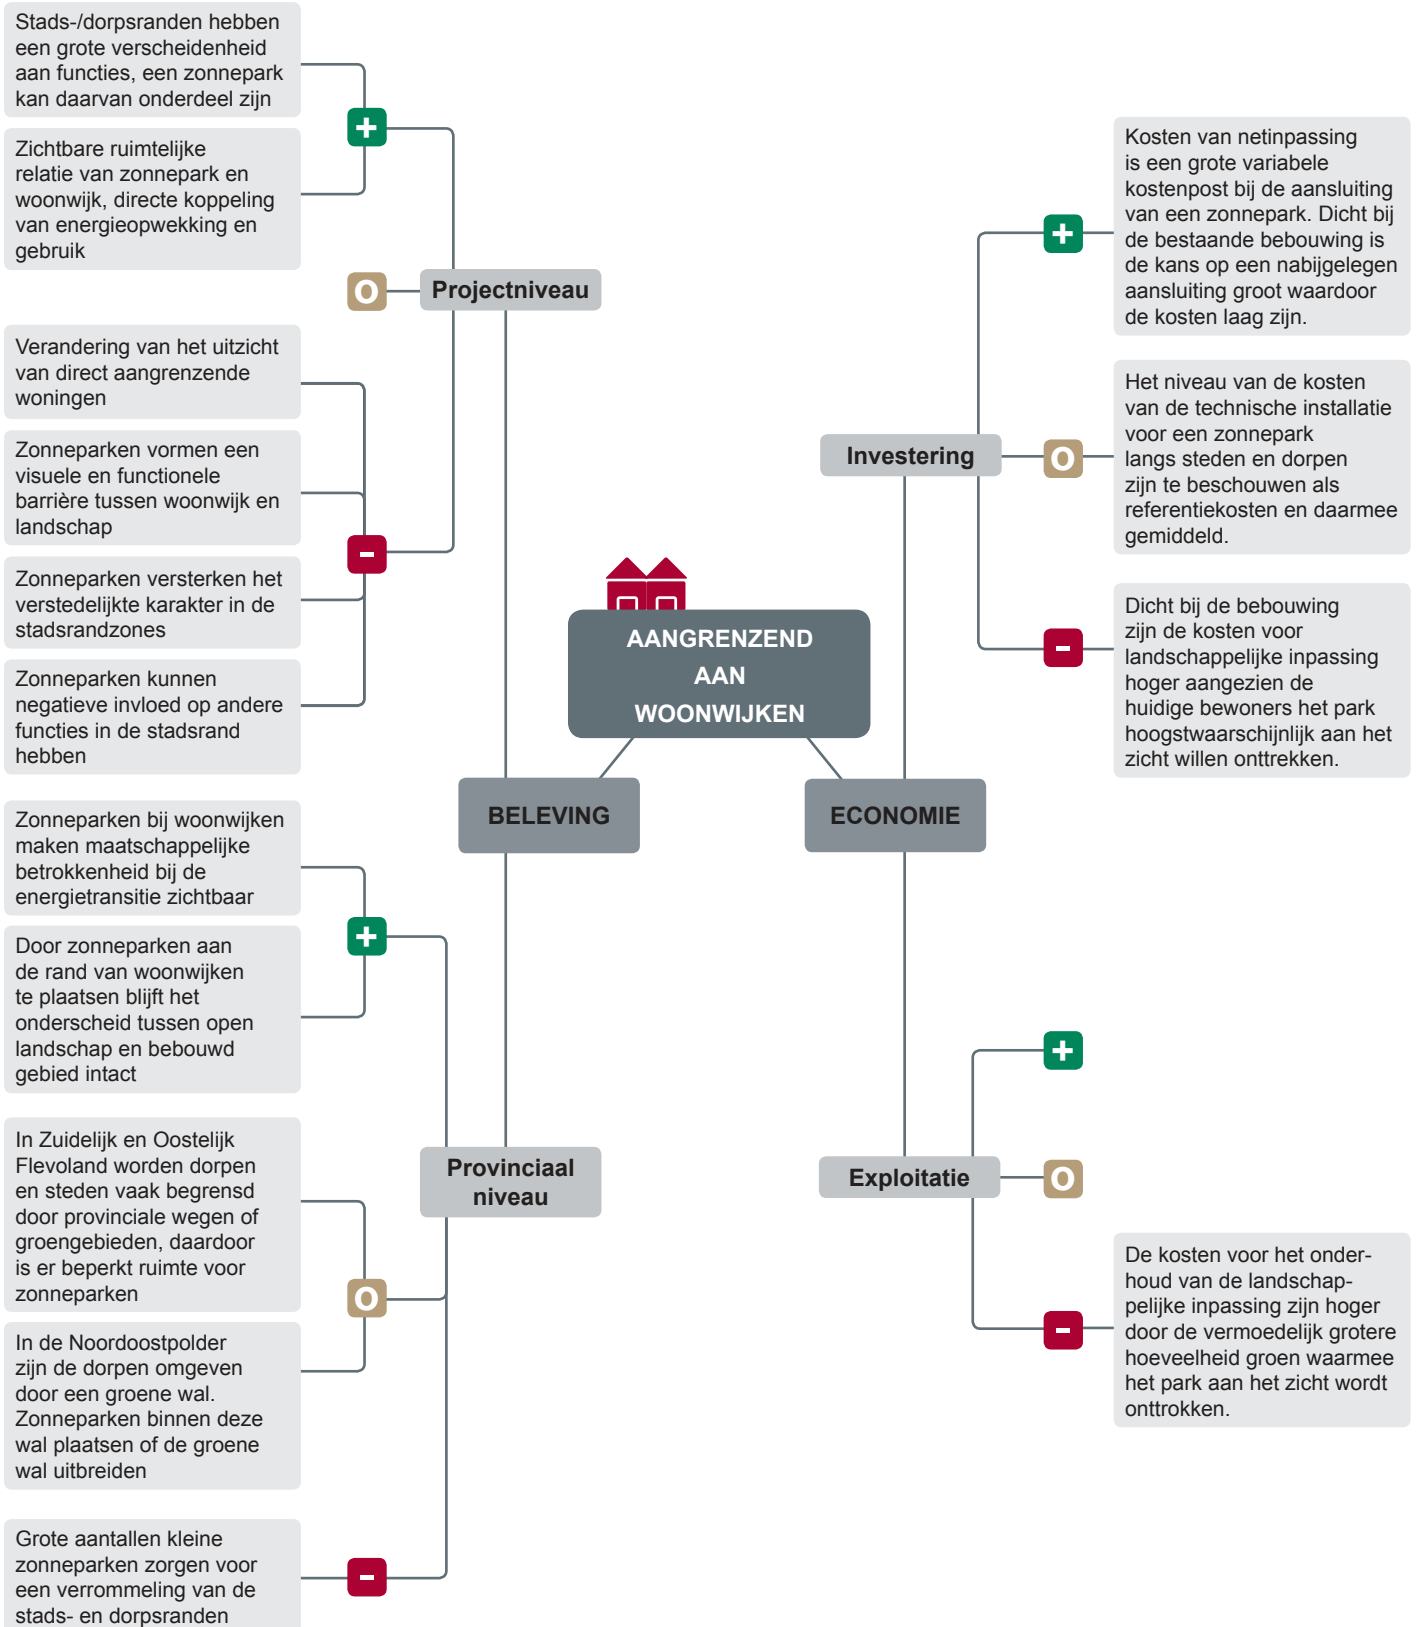 Stads-/dorpsranden hebben
een grote verscheidenheid
aan functies, een zonnepark
kan daarvan onderdeel zijn
Zichtbare ruimtelijke
relatie van zonnepark en
woonwijk, directe koppeling
van energieopwekking en
gebruik
+
O
Projectniveau
Verandering van het uitzicht
van direct aangrenzende
woningen
Zonneparken vormen een
visuele en functionele
barrière tussen woonwijk en
landschap
-
Zonneparken versterken het
verstedelijkte karakter in de
stadsrandzones
Zonneparken kunnen
negatieve invloed op andere
functies in de stadsrand
hebben
AANGRENZEND
AAN
WOONWIJKEN
BELEVING
ECONOMIE
Zonneparken bij woonwijken
maken maatschappelijke
betrokkenheid bij de
energietransitie zichtbaar
+
Door zonneparken aan
de rand van woonwijken
te plaatsen blijft het
onderscheid tussen open
landschap en bebouwd
gebied intact
Provinciaal
niveau
In Zuidelijk en Oostelijk
Flevoland worden dorpen
en steden vaak begrensd
door provinciale wegen of
groengebieden, daardoor
is er beperkt ruimte voor
zonneparken
O
In de Noordoostpolder
zijn de dorpen omgeven
door een groene wal.
Zonneparken binnen deze
wal plaatsen of de groene
wal uitbreiden
Grote aantallen kleine
zonneparken zorgen voor
een verrommeling van de
stads- en dorpsranden
-
Investering
+
Kosten van netinpassing
is een grote variabele
kostenpost bij de aansluiting
van een zonnepark. Dicht bij
de bestaande bebouwing is
de kans op een nabijgelegen
aansluiting groot waardoor
de kosten laag zijn.
O
Het niveau van de kosten
van de technische installatie
voor een zonnepark
langs steden en dorpen
zijn te beschouwen als
referentiekosten en daarmee
gemiddeld.
-
Dicht bij de bebouwing
zijn de kosten voor
landschappelijke inpassing
hoger aangezien de
huidige bewoners het park
hoogstwaarschijnlijk aan het
zicht willen onttrekken.
Exploitatie
+
O
-
De kosten voor het onder-
houd van de landschap-
pelijke inpassing zijn hoger
door de vermoedelijk grotere
hoeveelheid groen waarmee
het park aan het zicht wordt
onttrokken.